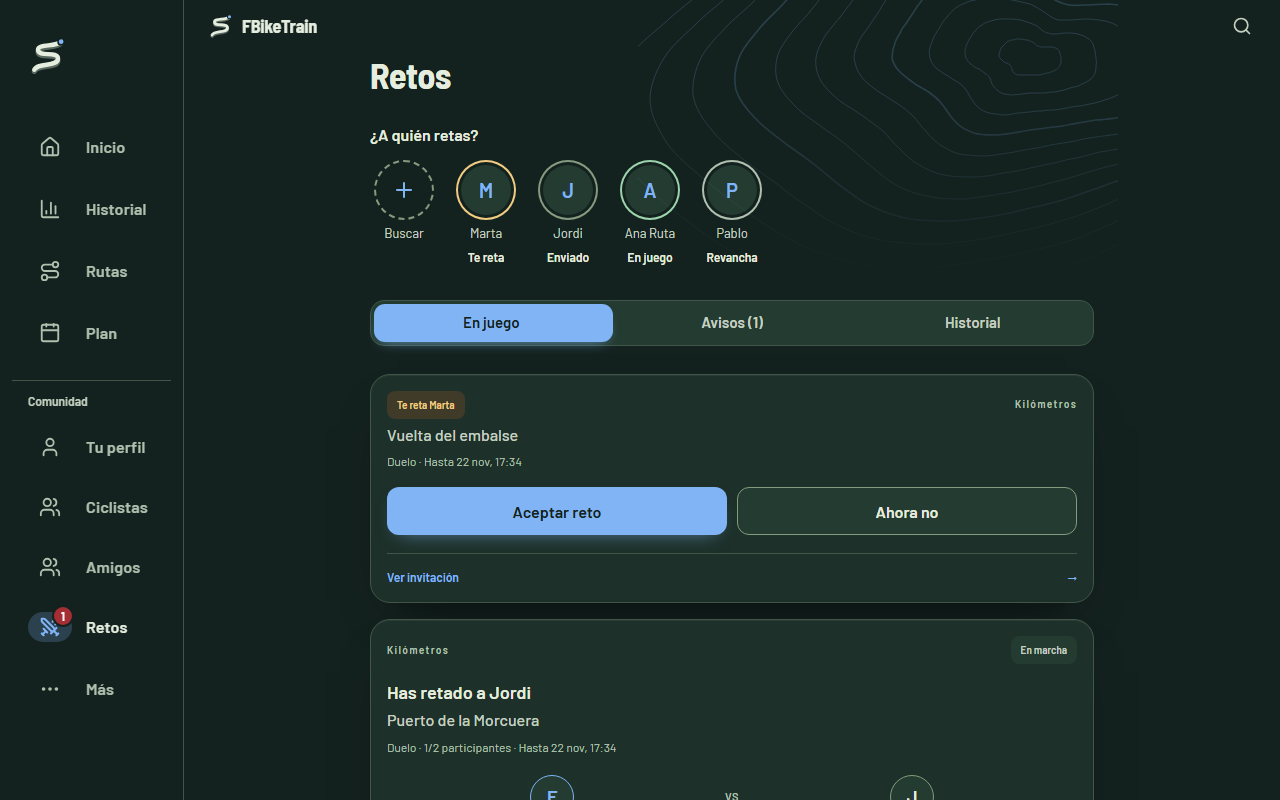 FBikeTrain
Inicio
Historial
Rutas
Plan
Comunidad
Tu perfil
Ciclistas
Amigos
1
Retos
Más
Retos
¿A quién retas?
M J A P
Buscar Marta Jordi Ana Ruta Pablo
Te reta Enviado En juego Revancha
En juego Avisos (1) Historial
Te reta Marta Kilómetros
Vuelta del embalse
Duelo · Hasta 22 nov, 17:34
Aceptar reto Ahora no
Ver invitación →
Kilómetros En marcha
Has retado a Jordi
Puerto de la Morcuera
Duelo · 1/2 participantes · Hasta 22 nov, 17:34
VS J